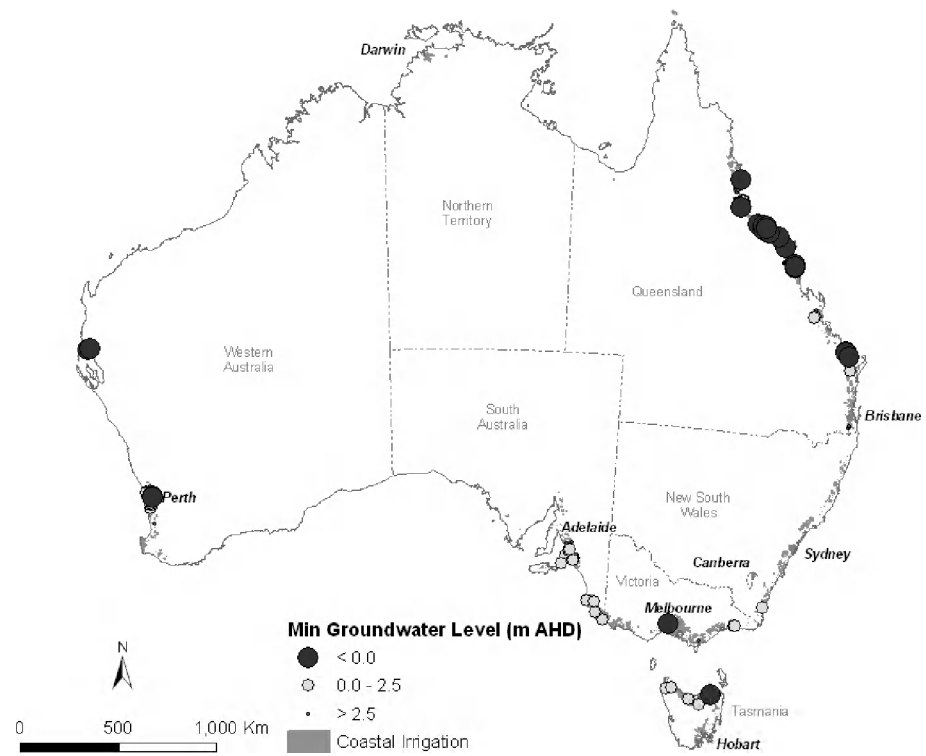 Darwin
Northern
Territory
Queensland
Western
Australia
South
Australia
Brisbane
Perth
New South
Wales
Adelaide
Sydney
Canberra
Victoria
Melbourne
Min Groundwater Level (m AHD)
< 0.0
0.0 - 2.5
> 2.5
Coastal Irrigation
N
0 500 1,000 Km
Tasmania
Hobart